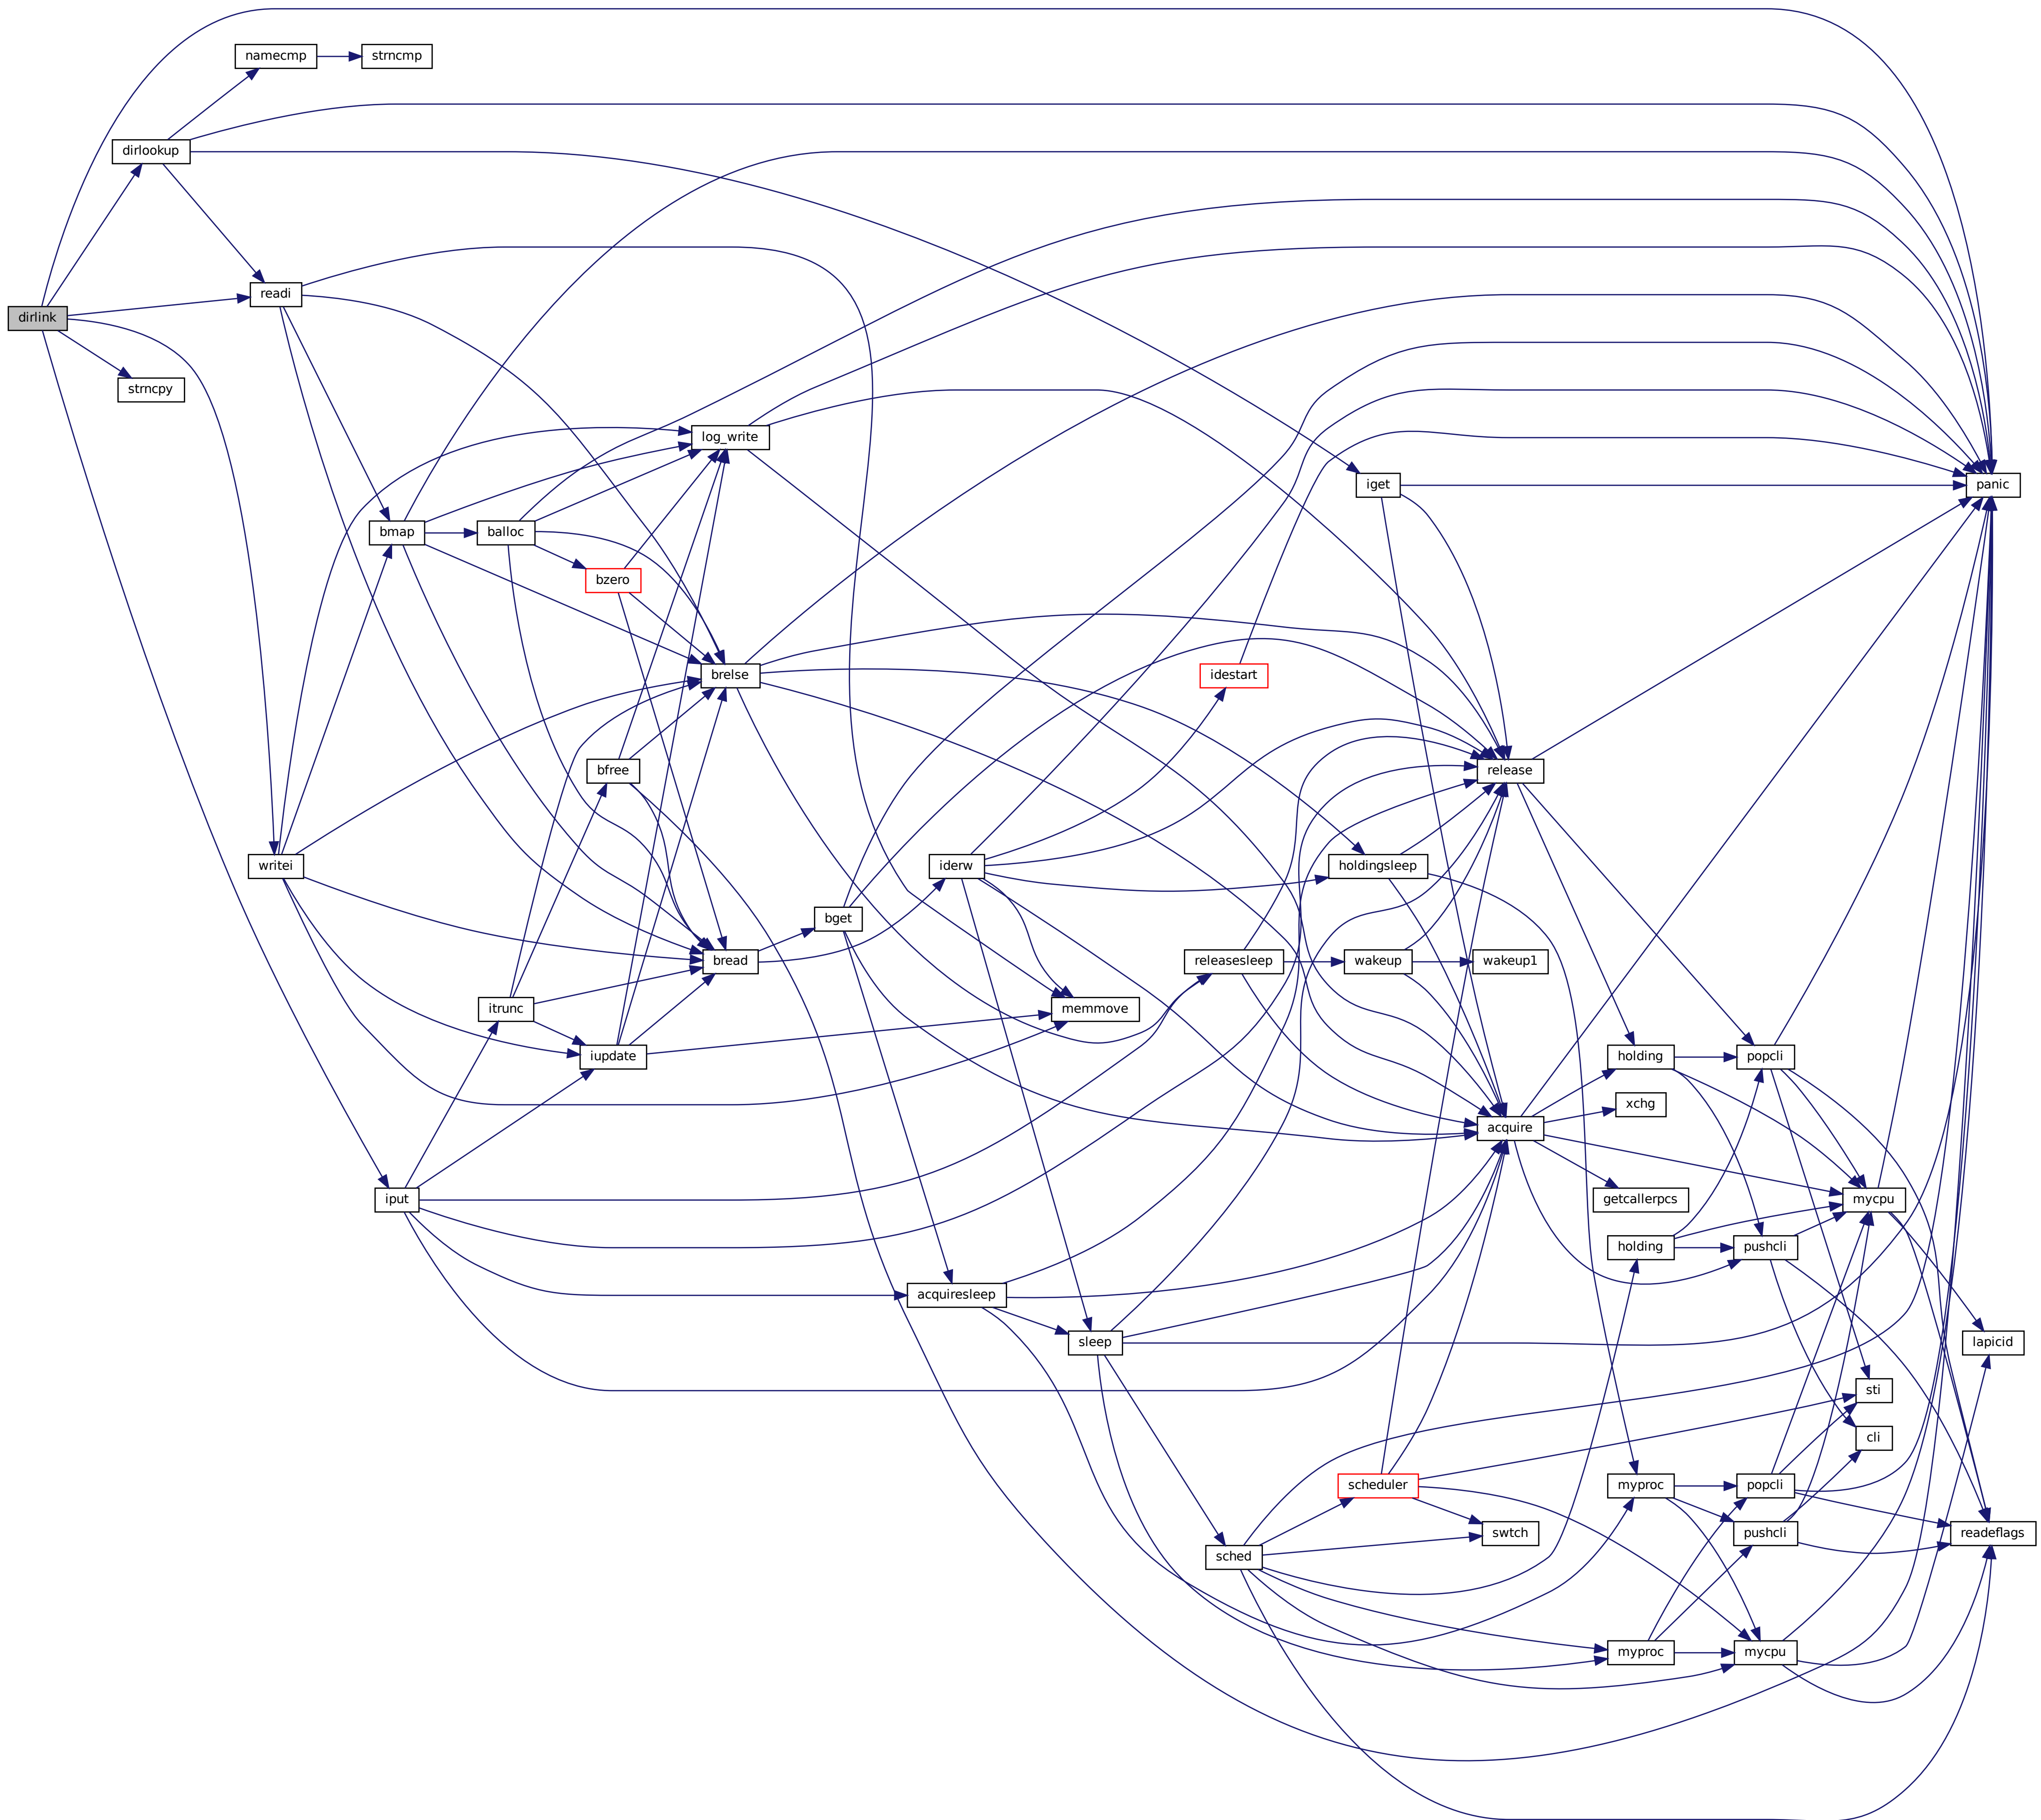 namecmp
strncmp
dirlookup
readi
dirlink
strncpy
log_write
iget
panic
bmap
balloc
bzero
brelse
idestart
bfree
release
writei
iderw
holdingsleep
bget
bread
releasesleep
wakeup
wakeup1
itrunc
memmove
iupdate
holding
popcli
xchg
acquire
iput
getcallerpcs
mycpu
holding
pushcli
acquiresleep
sleep
lapicid
sti
cli
scheduler
myproc
popcli
swtch
pushcli
readeflags
sched
myproc
mycpu